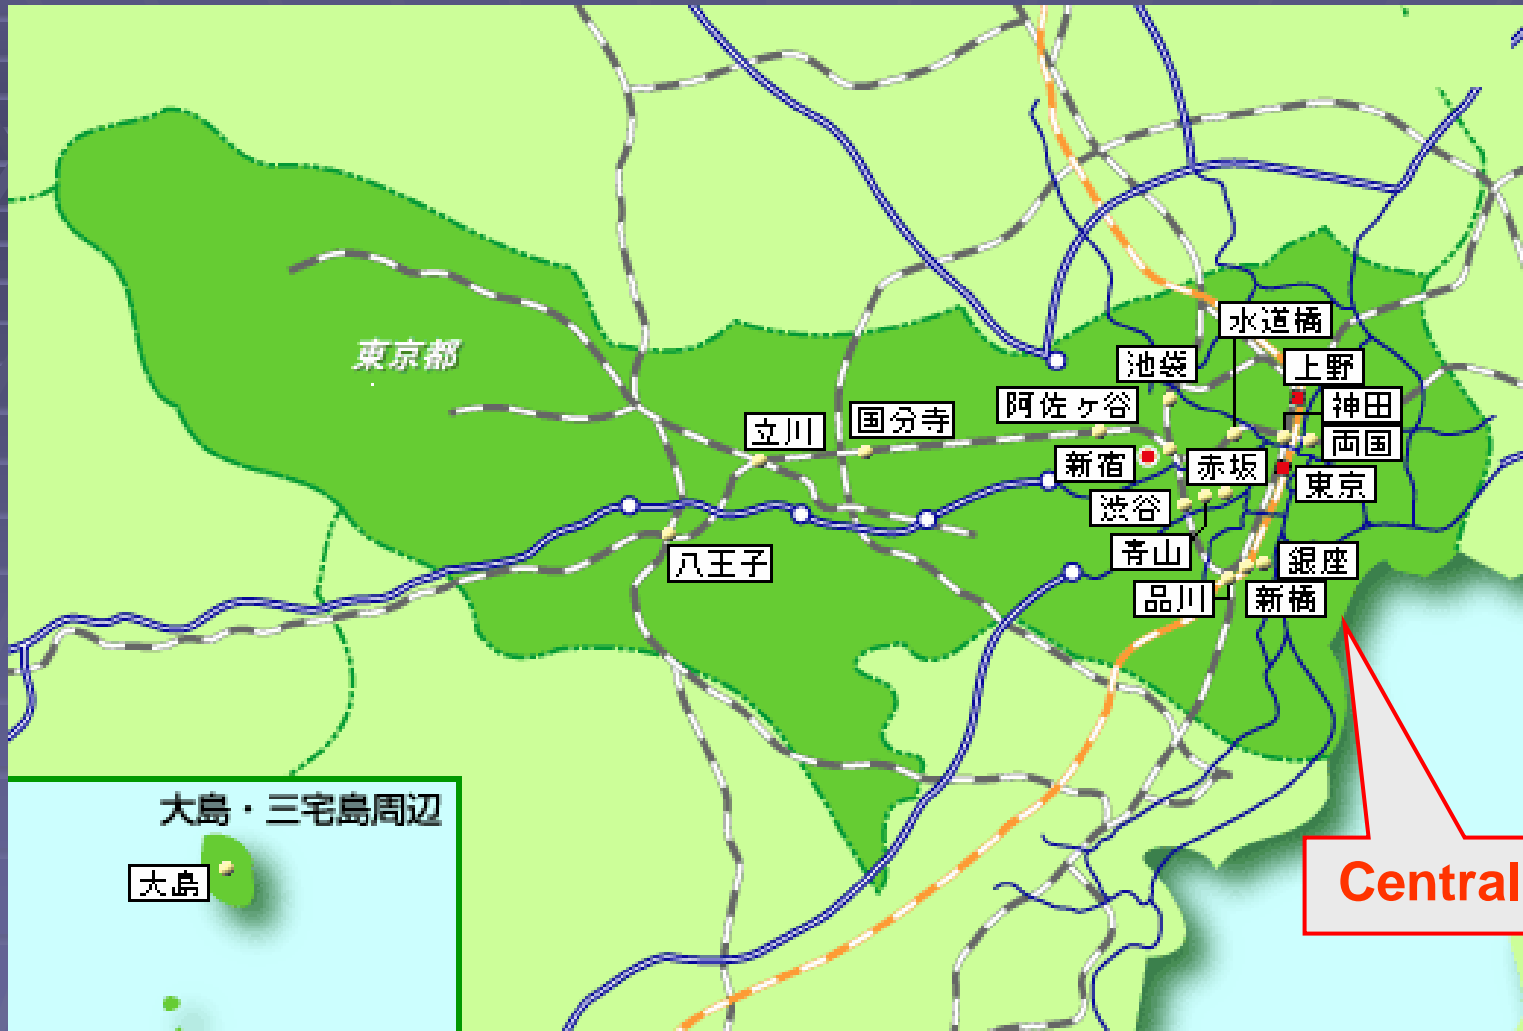 水道橋
池袋
上野
東京都
阿佐ヶ谷
神田
国分寺
立川
両国
新宿
赤坂
東京
渋谷
青山
銀座
八王子
品川
新橋
大島・三宅島周辺
大島
Central